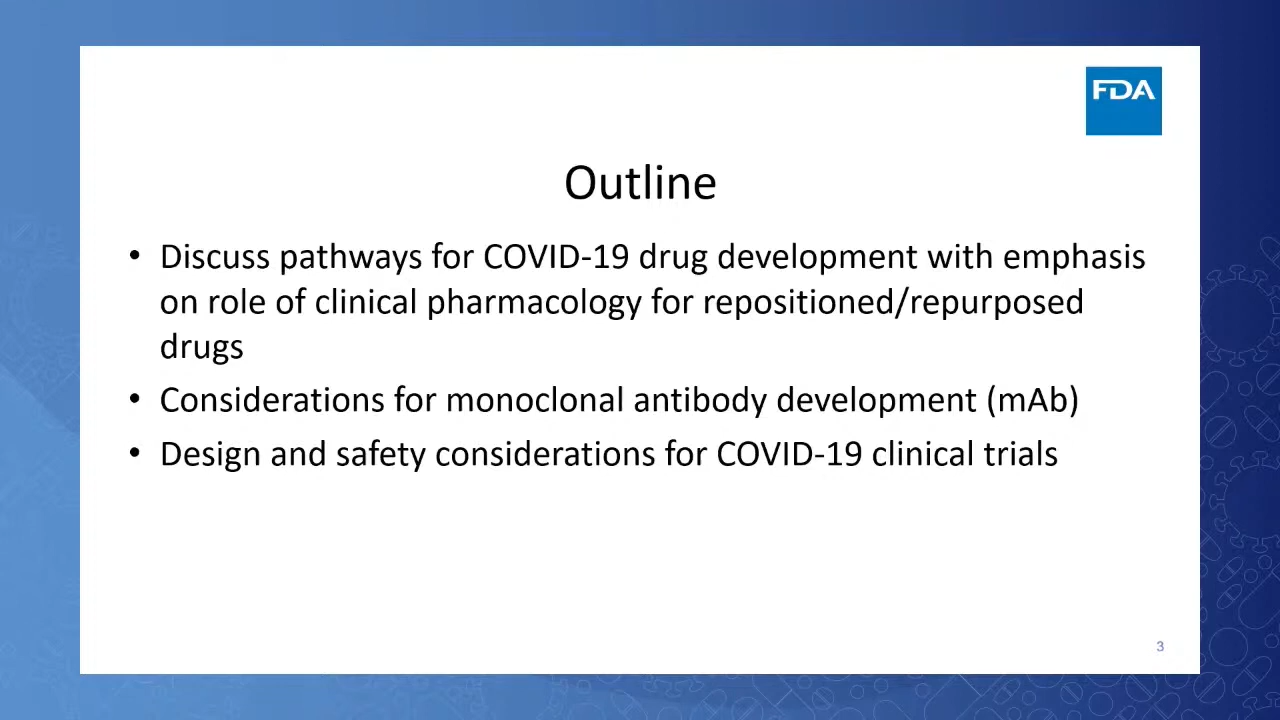 FDA
Outline
• Discuss pathways for COVID-19 drug development with emphasis
on role of clinical pharmacology for repositioned/repurposed
drugs
• Considerations for monoclonal antibody development (mAb)
• Design and safety considerations for COVID-19 clinical trials
3